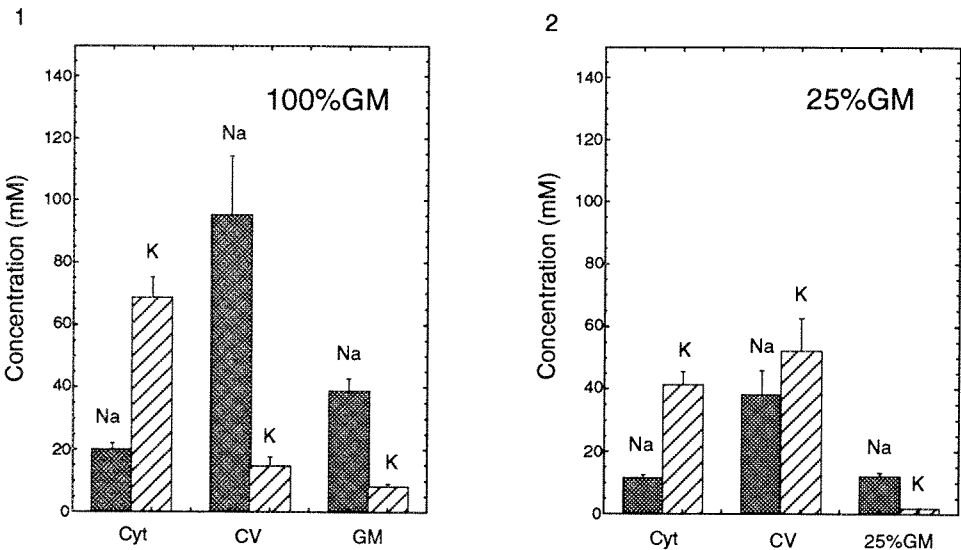 1
100%GM
Concentration (mM)
140
120
100
80
60
40
20
0
Na
K
Na
K
Na
K
Cyt
CV
GM
2
25%GM
Concentration (mM)
140
120
100
80
60
40
20
0
Na
K
Na
K
Na
K
Cyt
CV
25%GM